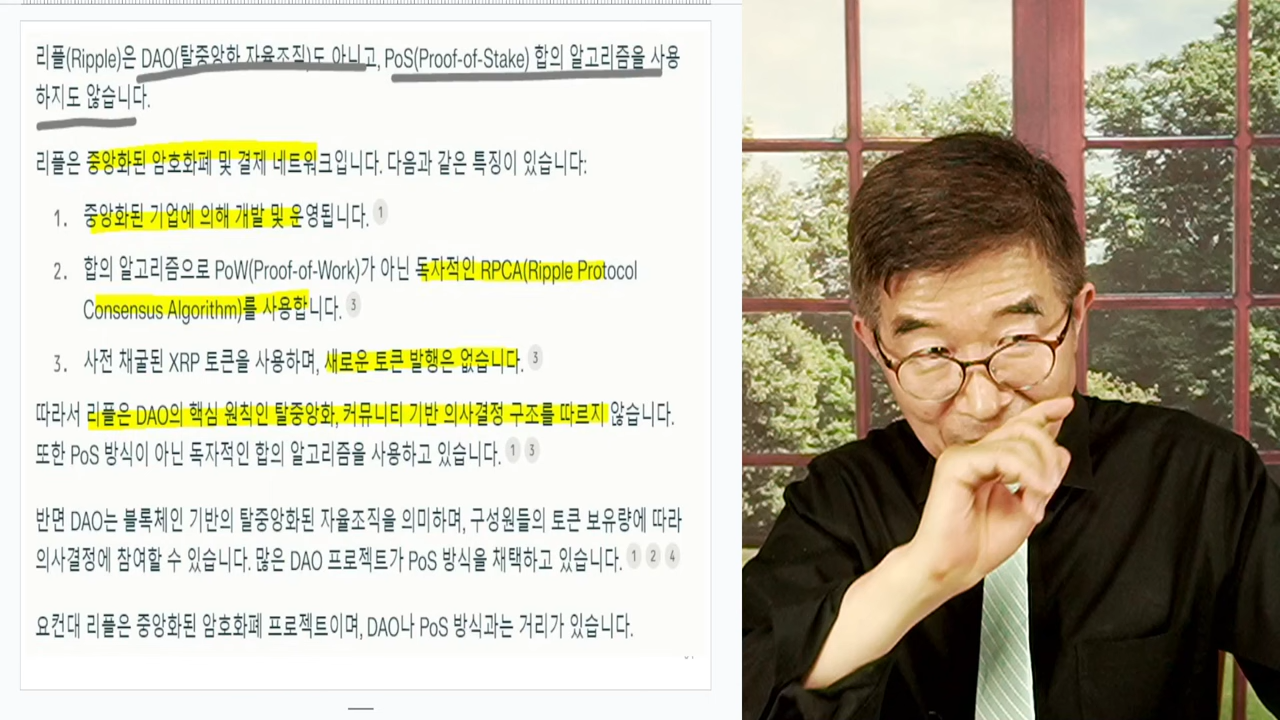 리플(Ripple)은 DAO(탈중앙화 자율조직)도 아니고, PoS(Proof-of-Stake) 합의 알고리즘을 사용
하지도 않습니다.
리플은 중앙화된 암호화폐 및 결제 네트워크입니다. 다음과 같은 특징이 있습니다:
1. 중앙화된 기업에 의해 개발 및 운영됩니다. 1
2. 합의 알고리즘으로 PoW(Proof-of-Work)가 아닌 독자적인 RPCA(Ripple Protocol
Consensus Algorithm)를 사용합니다. 3
3. 사전 채굴된 XRP 토큰을 사용하며, 새로운 토큰 발행은 없습니다. 3
따라서 리플은 DAO의 핵심 원칙인 탈중앙화, 커뮤니티 기반 의사결정 구조를 따르지 않습니다.
또한 PoS 방식이 아닌 독자적인 합의 알고리즘을 사용하고 있습니다. 1 3
반면 DAO는 블록체인 기반의 탈중앙화된 자율조직을 의미하며, 구성원들의 토큰 보유량에 따라
의사결정에 참여할 수 있습니다. 많은 DAO 프로젝트가 PoS 방식을 채택하고 있습니다. 1 2 4
요컨대 리플은 중앙화된 암호화폐 프로젝트이며, DAO나 PoS 방식과는 거리가 있습니다.